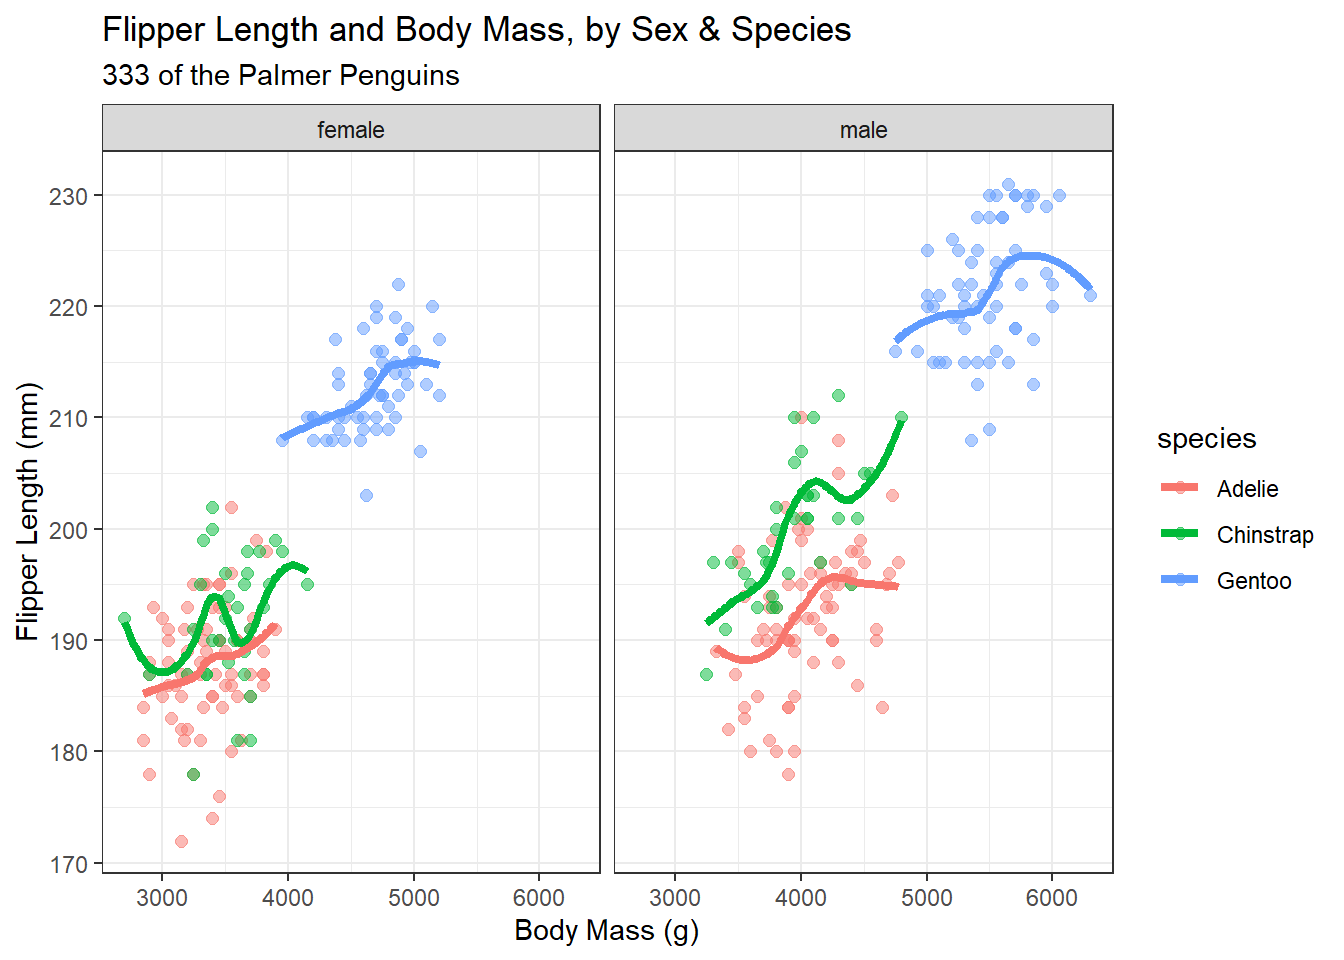 Flipper Length and Body Mass, by Sex & Species
333 of the Palmer Penguins
female
male
Flipper Length (mm)
230
220
210
200
190
180
170
3000
4000
5000
6000
3000
4000
5000
6000
Body Mass (g)
species
Adelie
Chinstrap
Gentoo